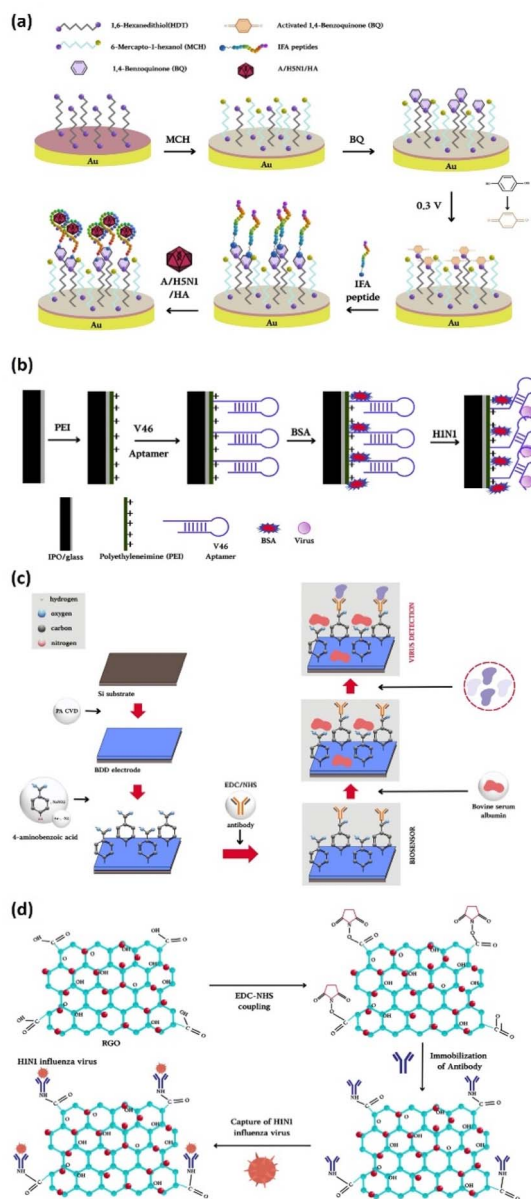 (a)
1,6-Hexanedithiol(HDT)
Activated 1,4-Benzoquinone (BQ)
6-Mercapto-1-hexanol (MCH)
IFA peptides
1,4-Benzoquinone (BQ)
A/H5N1/HA
MCH
BQ
Au
Au
Au
0.3 V
A/H5N1
/HA
IFA
peptide
Au
Au
Au
(b)
PEI
V46
Aptamer
BSA
H1N1
IPO/glass
Polyethyleneimine (PEI)
V46
Aptamer
BSA
Virus
(c)
hydrogen
oxygen
carbon
nitrogen
Si substrate
PA CVD
BDD electrode
4-aminobenzoic acid
EDC/NHS
antibody
VIRUS DETECTION
BIOSENSOR
Bovine serum
albumin
(d)
RGO
EDC-NHS
coupling
Immobilization
of Antibody
H1N1 influenza virus
Capture of H1N1
influenza virus